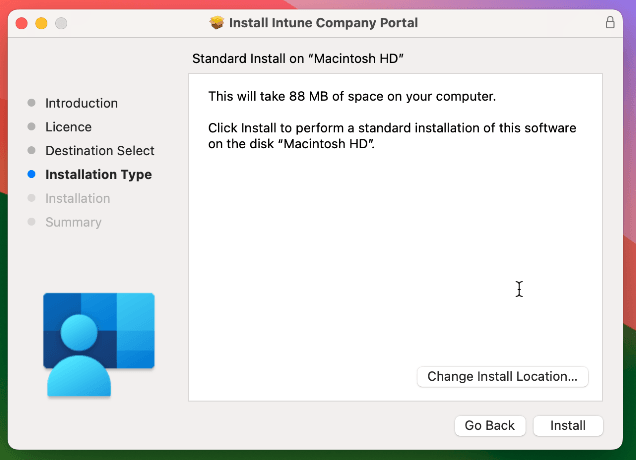 Install Intune Company Portal
Standard Install on “Macintosh HD”
Introduction
Licence
Destination Select
Installation Type
Installation
Summary
This will take 88 MB of space on your computer.
Click Install to perform a standard installation of this software
on the disk “Macintosh HD”.
Change Install Location...
Go Back
Install